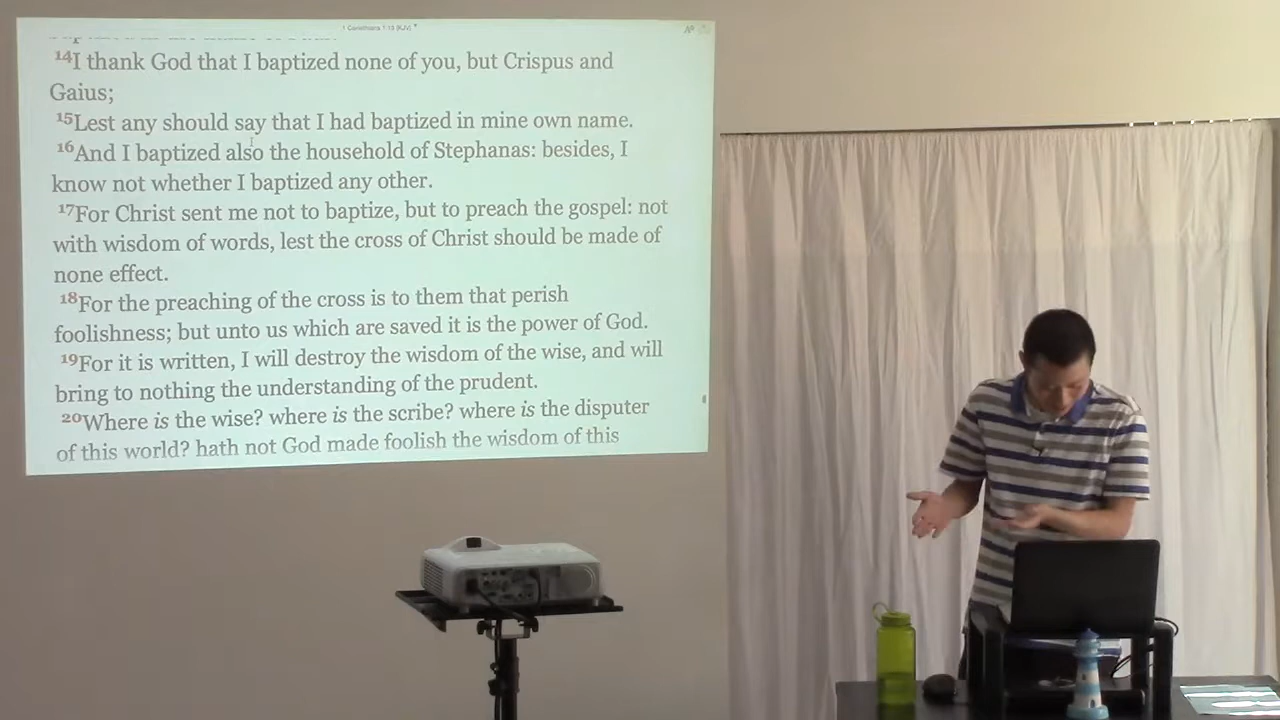 1 Corinthians 1:13 (KJV)
14I thank God that I baptized none of you, but Crispus and
Gaius;
15Lest any should say that I had baptized in mine own name.
16And I baptized also the household of Stephanas: besides, I
know not whether I baptized any other.
17For Christ sent me not to baptize, but to preach the gospel: not
with wisdom of words, lest the cross of Christ should be made of
none effect.
18For the preaching of the cross is to them that perish
foolishness; but unto us which are saved it is the power of God.
19For it is written, I will destroy the wisdom of the wise, and will
bring to nothing the understanding of the prudent.
20Where is the wise? where is the scribe? where is the disputer
of this world? hath not God made foolish the wisdom of this